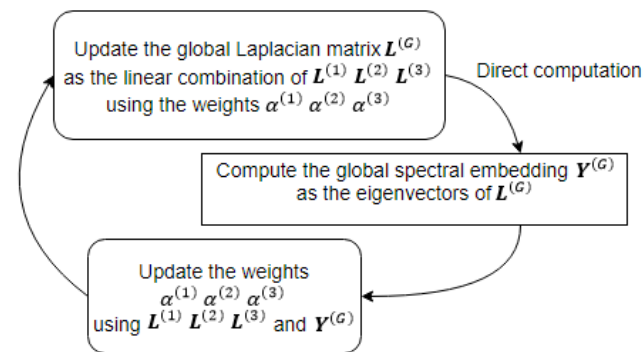 Update the global Laplacian matrix L^(G)
as the linear combination of L^(1) L^(2) L^(3)
using the weights α^(1) α^(2) α^(3)
Direct computation
Compute the global spectral embedding Y^(G)
as the eigenvectors of L^(G)
Update the weights
α^(1) α^(2) α^(3)
using L^(1) L^(2) L^(3) and Y^(G)